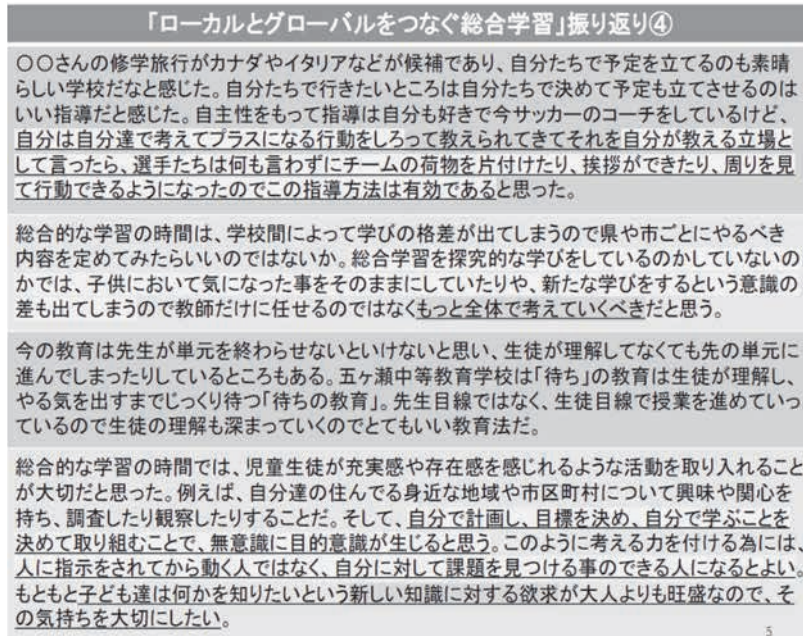 「ローカルとグローバルをつなぐ総合学習」振り返り④
〇〇さんの修学旅行がカナダやイタリアなどが候補であり、自分たちで予定を立てるのも素晴
らしい学校だなと感じた。自分たちで行きたいところは自分たちで決めて予定も立てさせるのは
いい指導だと感じた。自主性をもって指導は自分も好きで今サッカーのコーチをしているけど、
自分は自分達で考えてプラスになる行動をしろって教えられてきてそれを自分が教える立場と
して言ったら、選手たちは何も言わずにチームの荷物を片付けたり、挨拶ができたり、周りを見
て行動できるようになったのでこの指導方法は有効であると思った。
総合的な学習の時間は、学校間によって学びの格差が出てしまうので県や市ごとにやるべき
内容を定めてみたらいいのではないか。総合学習を探究的な学びをしているのかしていないの
かでは、子供において気になった事をそのままにしていたりや、新たな学びをするという意識の
差も出てしまうので教師だけに任せるのではなくもっと全体で考えていくべきだと思う。
今の教育は先生が単元を終わらせないといけないと思い、生徒が理解してなくても先の単元に
進んでしまったりしているところもある。五ヶ瀬中等教育学校は「待ち」の教育は生徒が理解し、
やる気を出すまでじっくり待つ「待ちの教育」。先生目線ではなく、生徒目線で授業を進めていっ
ているので生徒の理解も深まっていくのでとてもいい教育法だ。
総合的な学習の時間では、児童生徒が充実感や存在感を感じれるような活動を取り入れること
が大切だと思った。例えば、自分達の住んでる身近な地域や市区町村について興味や関心を
持ち、調査したり観察したりすることだ。そして、自分で計画し、目標を決め、自分で学ぶことを
決めて取り組むことで、無意識に目的意識が生じると思う。このように考える力を付ける為には、
人に指示をされてから動く人ではなく、自分に対して課題を見つける事のできる人になるとよい。
もともと子ども達は何かを知りたいという新しい知識に対する欲求が大人よりも旺盛なので、そ
の気持ちを大切にしたい。
5